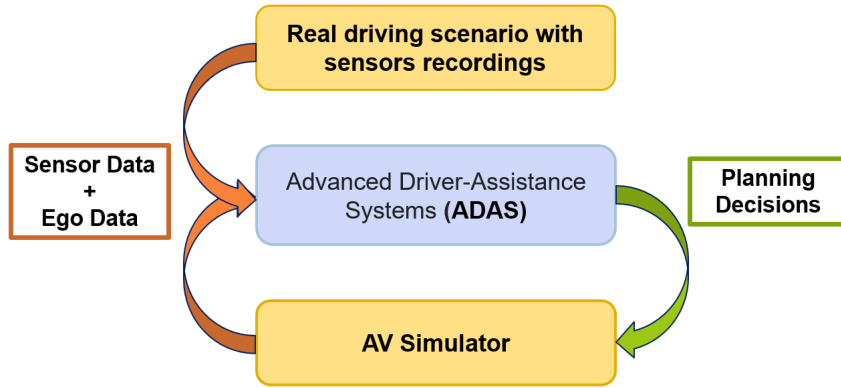 Real driving scenario with
sensors recordings
Sensor Data
+
Ego Data
Advanced Driver-Assistance
Systems (ADAS)
Planning
Decisions
AV Simulator